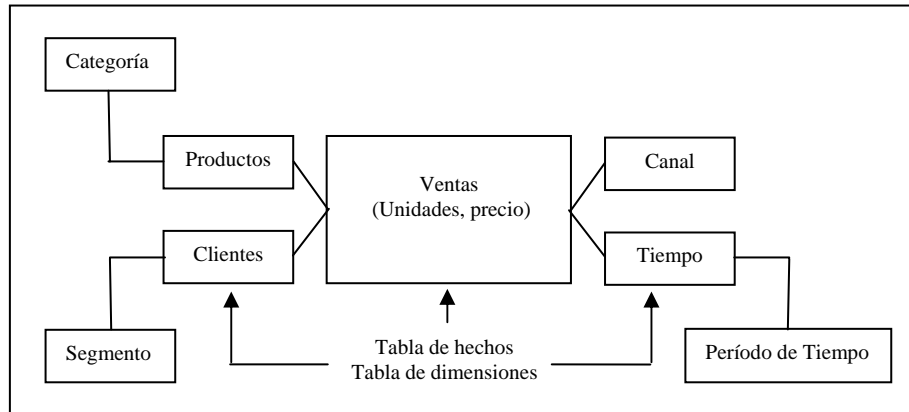 Categoría
Productos
Ventas
(Unidades, precio)
Canal
Clientes
Tiempo
Segmento
Tabla de hechos
Tabla de dimensiones
Período de Tiempo